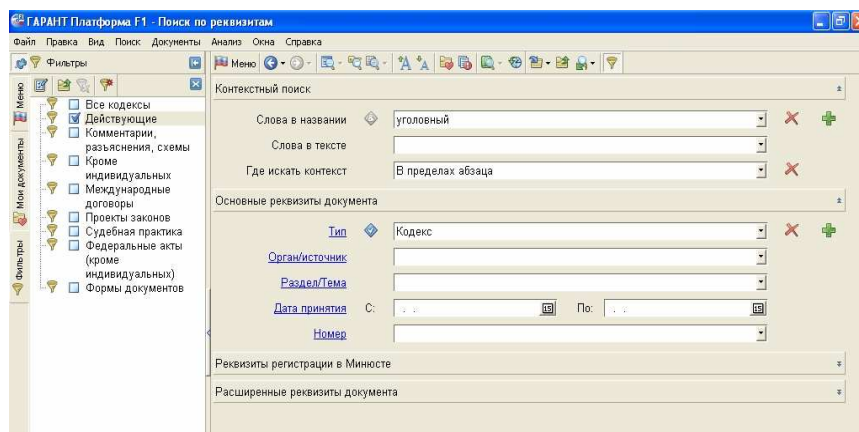 ГАРАНТ Платформа F1 - Поиск по реквизитам
Файл Правка Вид Поиск Документы Анализ Окна Справка
Фильтры
Меню
Мои документы
Фильтры
Все кодексы
Действующие
Комментарии,
разъяснения, схемы
Кроме
индивидуальных
Международные
договоры
Проекты законов
Судебная практика
Федеральные акты
(кроме
индивидуальных)
Формы документов
Меню
Контекстный поиск
Слова в названии уголовный
Слова в тексте
Где искать контекст В пределах абзаца
Основные реквизиты документа
Тип Кодекс
Орган/источник
Раздел/Тема
Дата принятия С: . . 15 По: . . 15
Номер
Реквизиты регистрации в Минюсте
Расширенные реквизиты документа